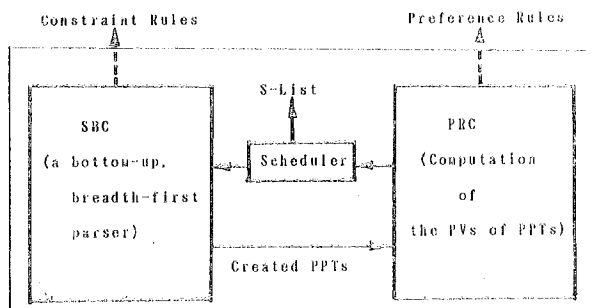 Constraint Rules
Preference Rules
S-List
SBC
(a bottom-up,
breadth-first
parser)
Scheduler
PRC
(Computation
of
the PVs of PPTs)
Created PPTs